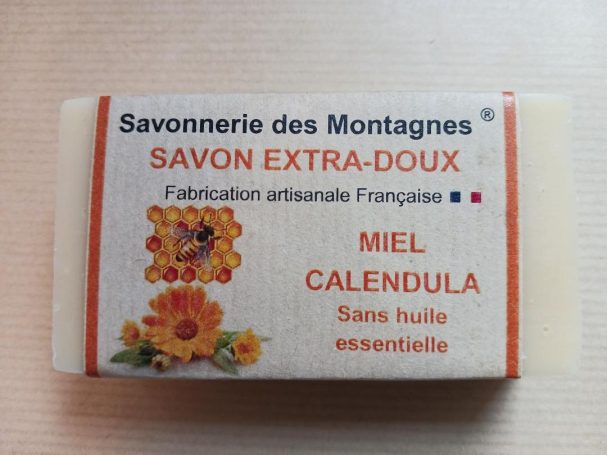 Savonnerie des Montagnes ®
SAVON EXTRA-DOUX
Fabrication artisanale Française
MIEL
CALENDULA
Sans huile
essentielle